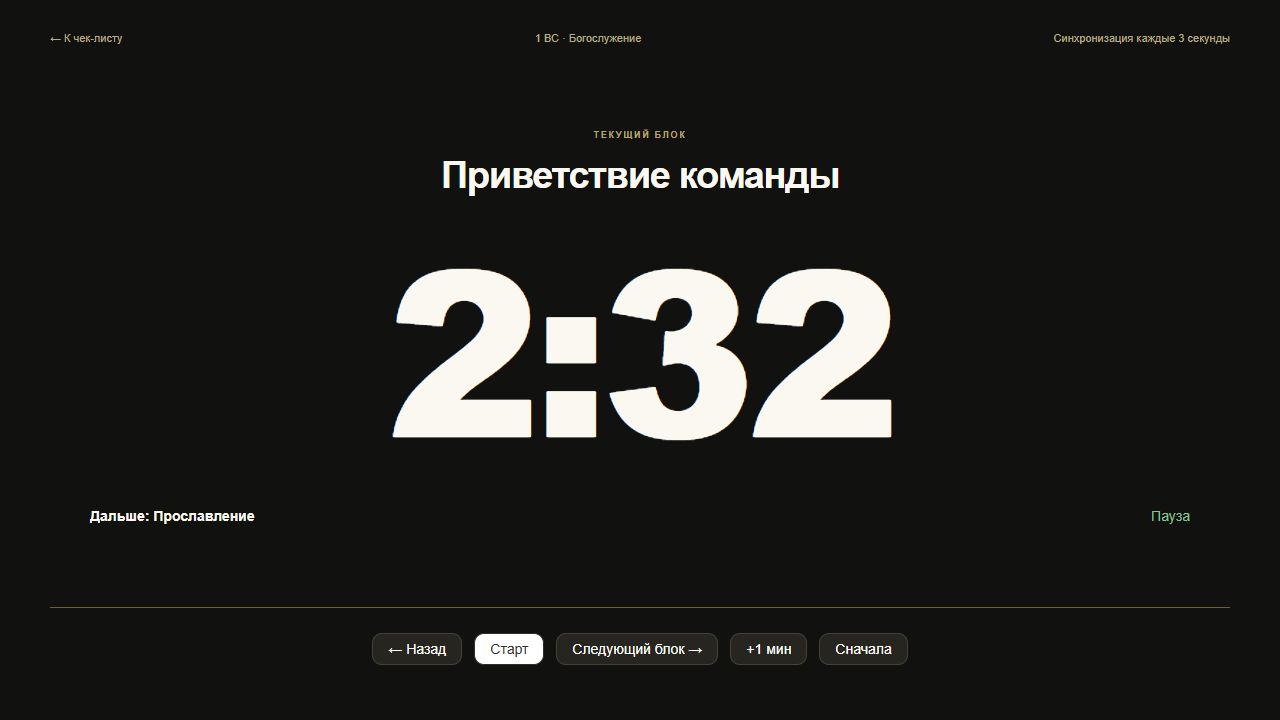 ← К чек-листу
1 ВС · Богослужение
Синхронизация каждые 3 секунды
ТЕКУЩИЙ БЛОК
Приветствие команды
2:32
Дальше: Прославление
Пауза
← Назад
Старт
Следующий блок →
+1 мин
Сначала